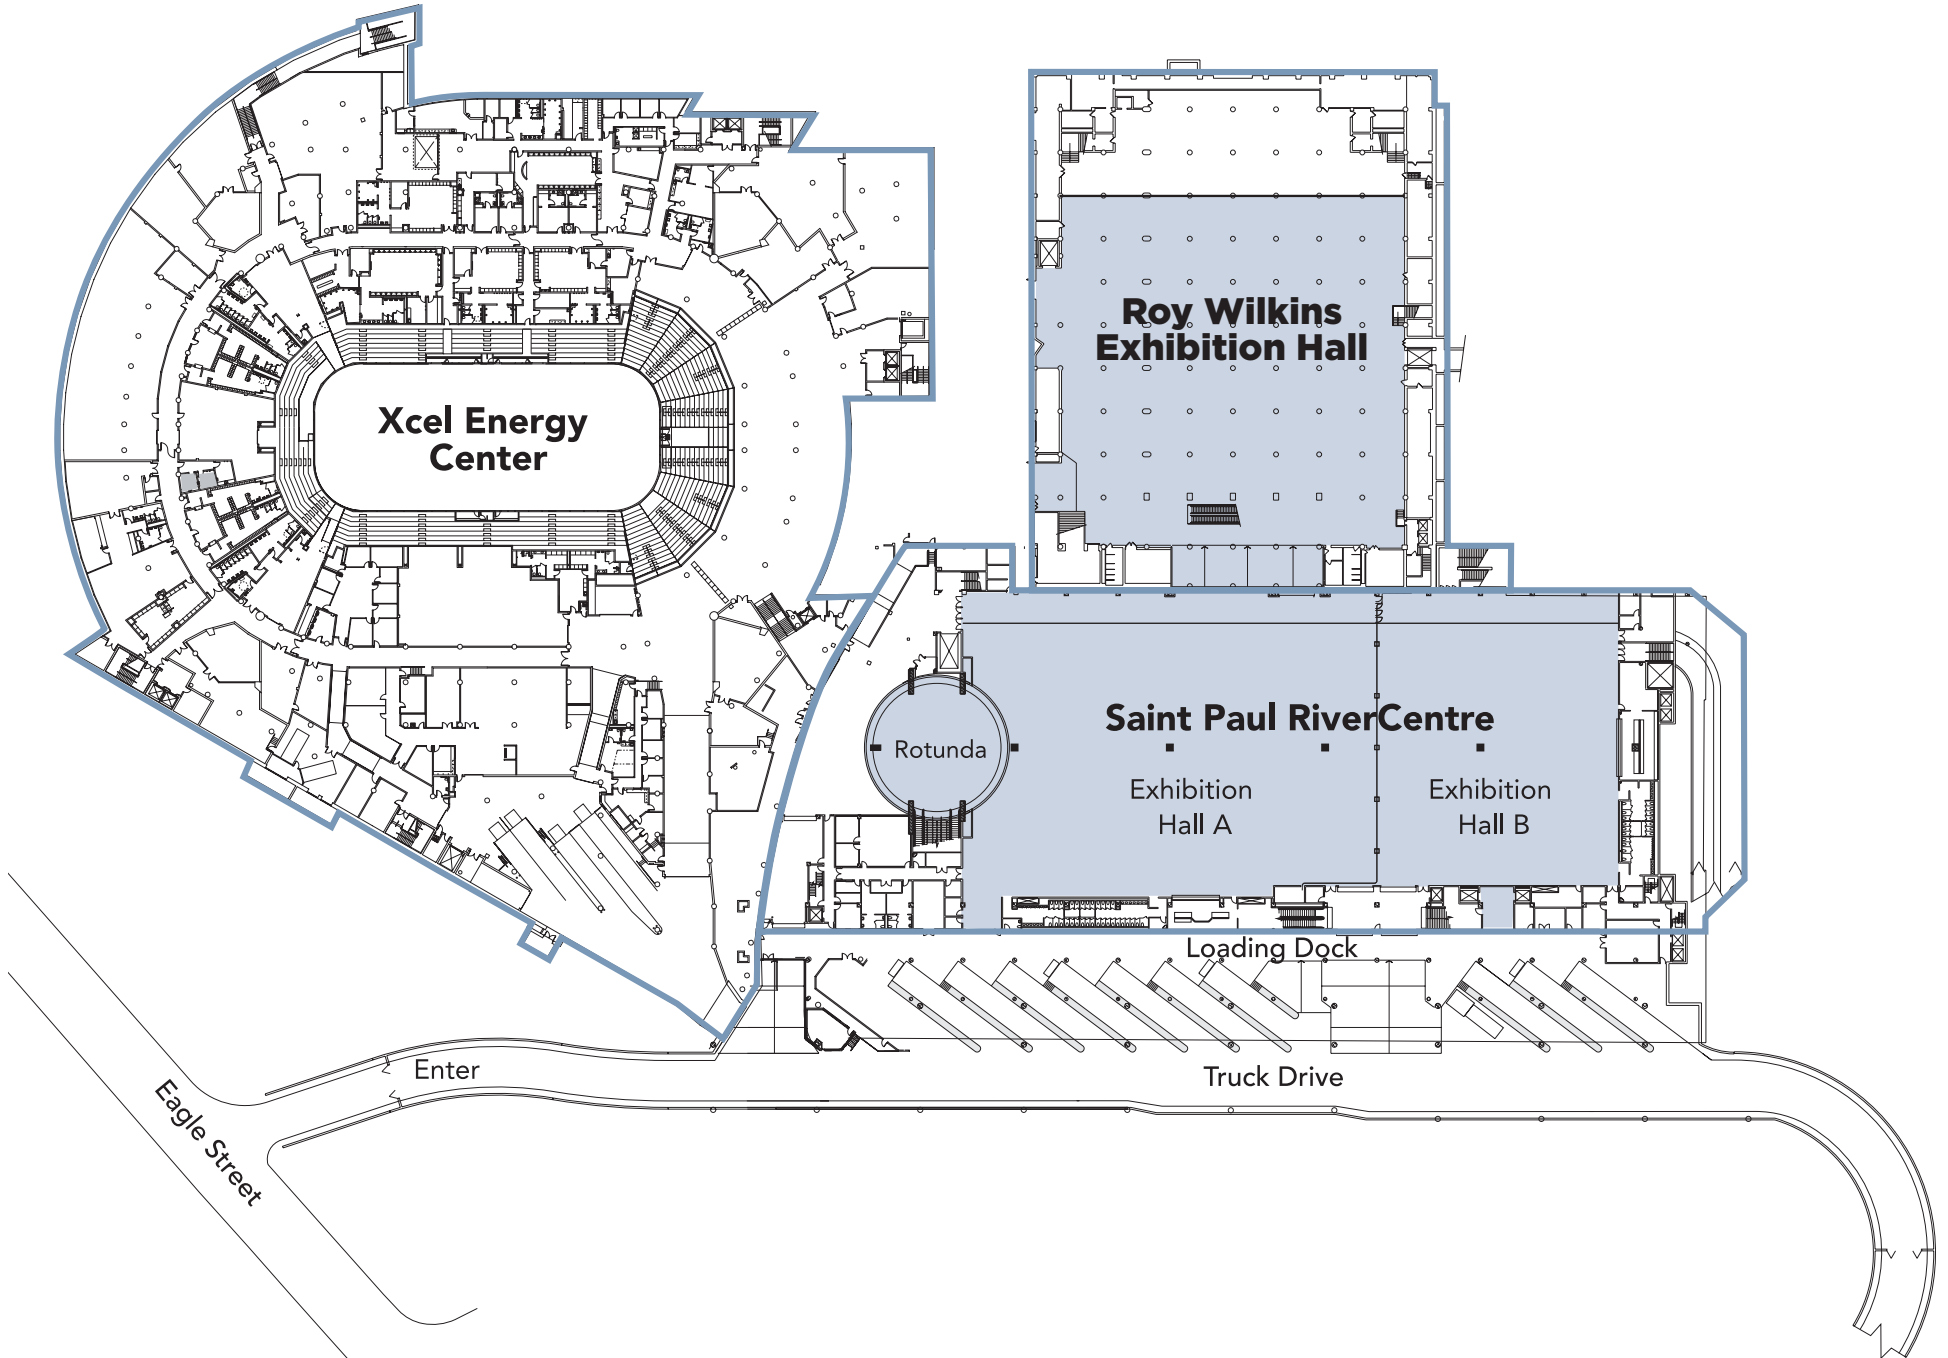 Roy Wilkins
Exhibition Hall
Xcel Energy
Center
Saint Paul RiverCentre
Rotunda
Exhibition
Hall A
Exhibition
Hall B
Loading Dock
Enter
Truck Drive
Eagle Street